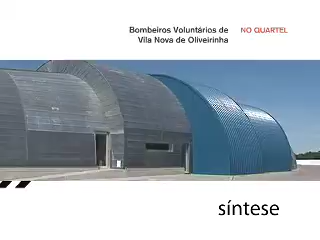 Bombeiros Voluntários de
Vila Nova de Oliveirinha
NO QUARTEL
síntese